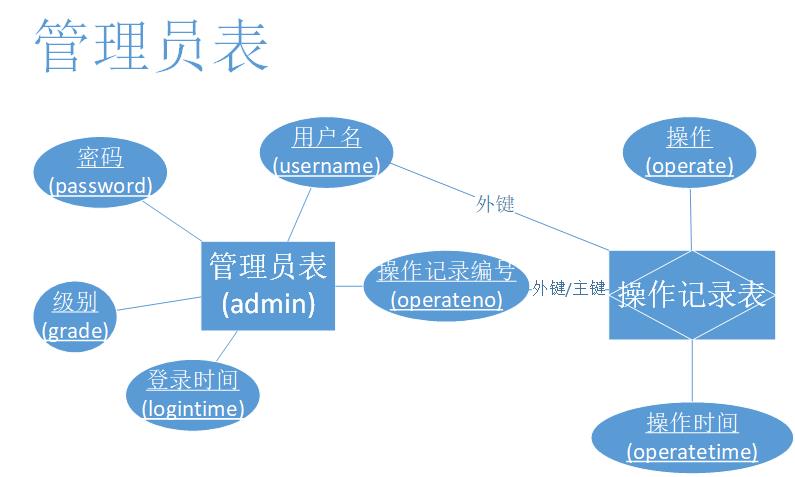 管理员表
密码
(password)
用户名
(username)
操作
(operate)
外键
管理员表
(admin)
操作记录编号
(operateno)
外键/主键
操作记录表
级别
(grade)
登录时间
(logintime)
操作时间
(operatetime)